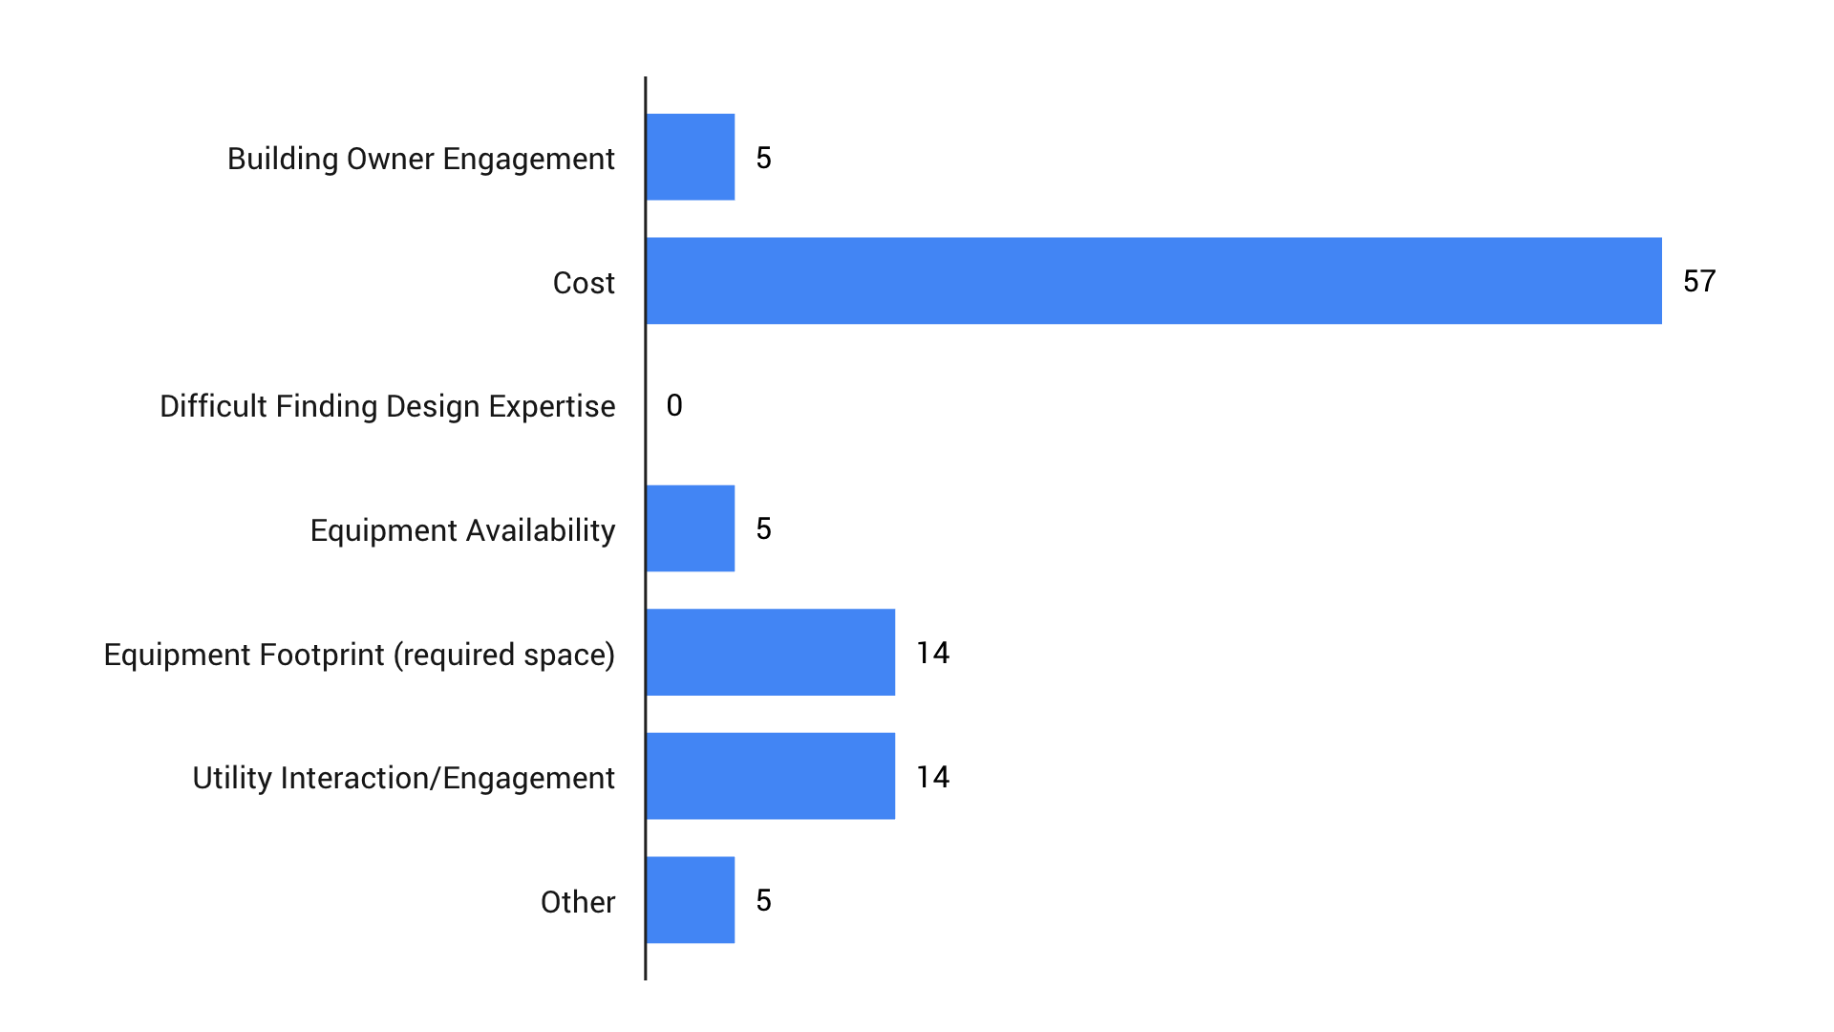 Building Owner Engagement 5
Cost 57
Difficult Finding Design Expertise 0
Equipment Availability 5
Equipment Footprint (required space) 14
Utility Interaction/Engagement 14
Other 5